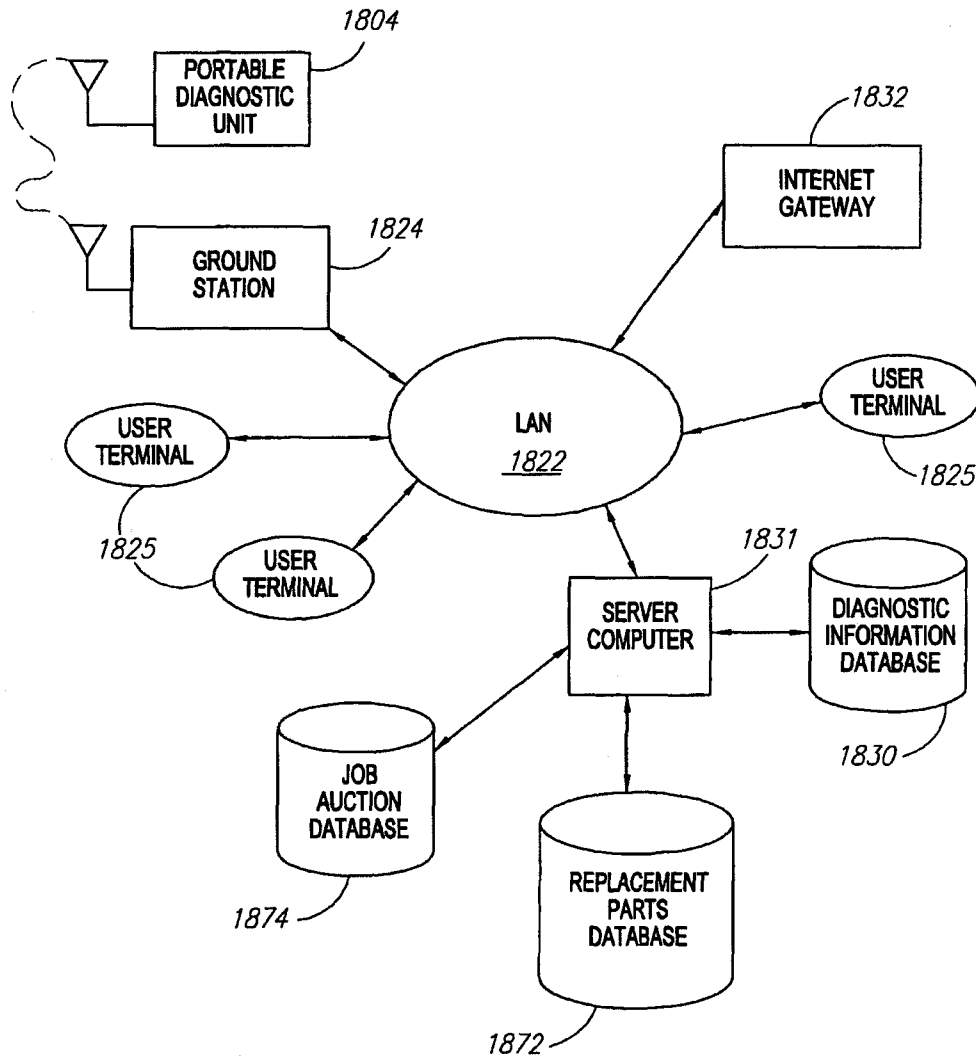 1804
PORTABLE
DIAGNOSTIC
UNIT
1832
INTERNET
GATEWAY
1824
GROUND
STATION
USER
TERMINAL
LAN
1822
USER
TERMINAL
1825
1825
USER
TERMINAL
1831
SERVER
COMPUTER
DIAGNOSTIC
INFORMATION
DATABASE
1830
JOB
AUCTION
DATABASE
1874
REPLACEMENT
PARTS
DATABASE
1872